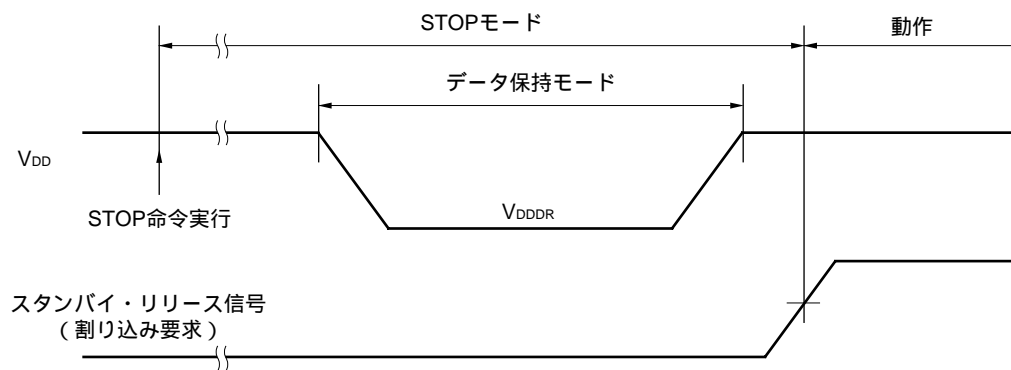 STOPモード
動作
データ保持モード
VDD
STOP命令実行
VDDDR
スタンバイ・リリース信号
（割り込み要求）